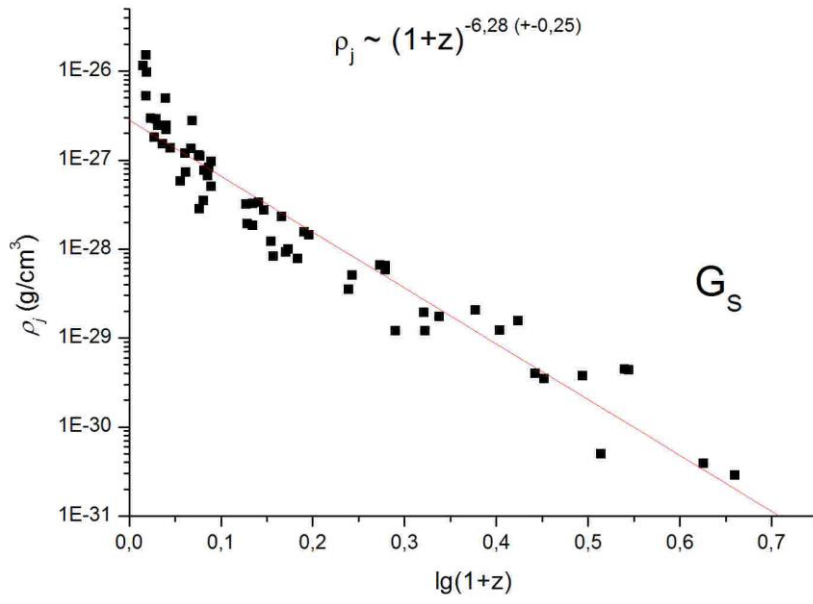 ρj ~ (1+z)-6,28 (+-0,25)
1E-26
1E-27
1E-28
1E-29
1E-30
1E-31
ρj (g/cm3)
GS
0,0 0,1 0,2 0,3 0,4 0,5 0,6 0,7
lg(1+z)